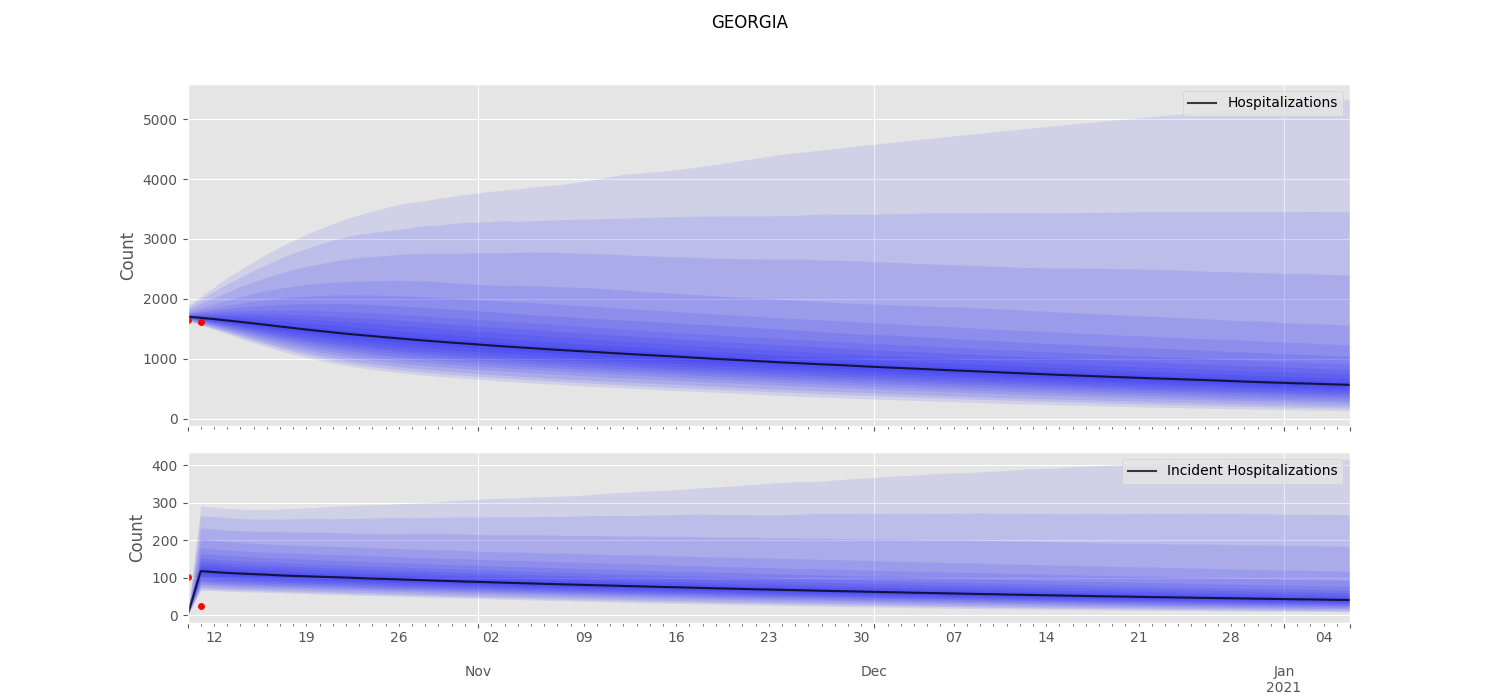 GEORGIA
Hospitalizations
5000
4000
3000
2000
1000
0
Count
Incident Hospitalizations
400
300
200
100
0
Count
12 19 26 02 09 16 23 30 07 14 21 28 04
Nov Dec Jan
2021